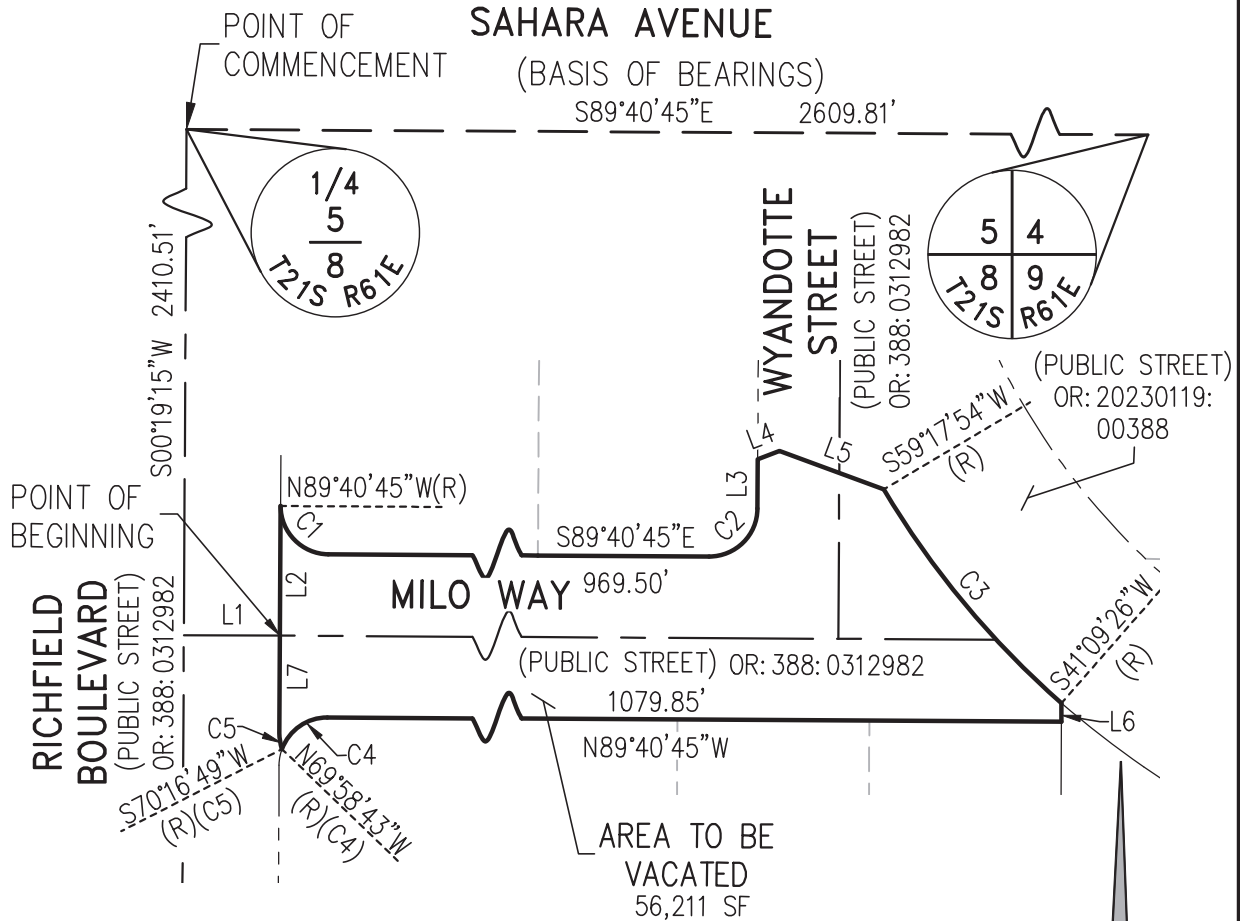 SAHARA AVENUE
POINT OF
COMMENCEMENT
(BASIS OF BEARINGS)
S89°40'45"E 2609.81'
1/4
5
8
T21S R61E
5 4
8 9
T21S R61E
S00°19'15"W 2410.51'
WYANDOTTE
STREET
(PUBLIC STREET)
OR: 388: 0312982
(PUBLIC STREET)
OR: 20230119:
00388
S59°17'54"W
(R)
L4
L5
L3
C2
POINT OF
BEGINNING
N89°40'45"W(R)
C1
S89°40'45"E
969.50'
MILO WAY
L2
L1
C3
(PUBLIC STREET) OR: 388: 0312982
S41°09'26"W
(R)
RICHFIELD
BOULEVARD
(PUBLIC STREET)
OR: 388: 0312982
L7
1079.85'
N89°40'45"W
L6
C5
C4
S70°16'49"W
(R)(C5)
N69°58'43"W
(R)(C4)
AREA TO BE
VACATED
56,211 SF